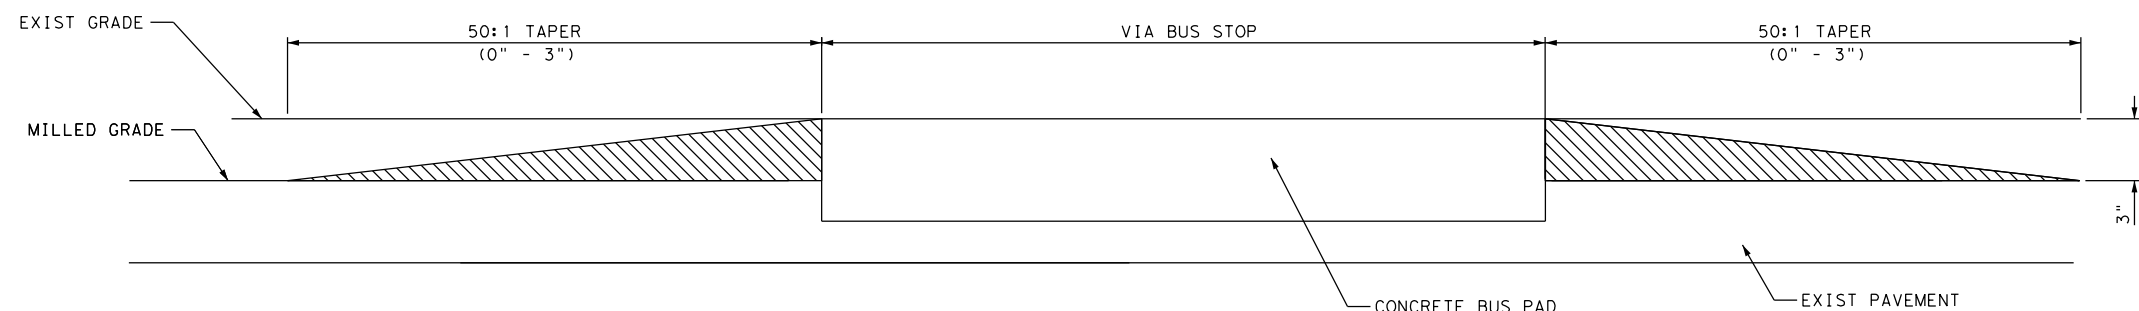 EXIST GRADE
50:1 TAPER
(0" - 3")
VIA BUS STOP
50:1 TAPER
(0" - 3")
MILLED GRADE
3"
CONCRETE BUS PAD
EXIST PAVEMENT